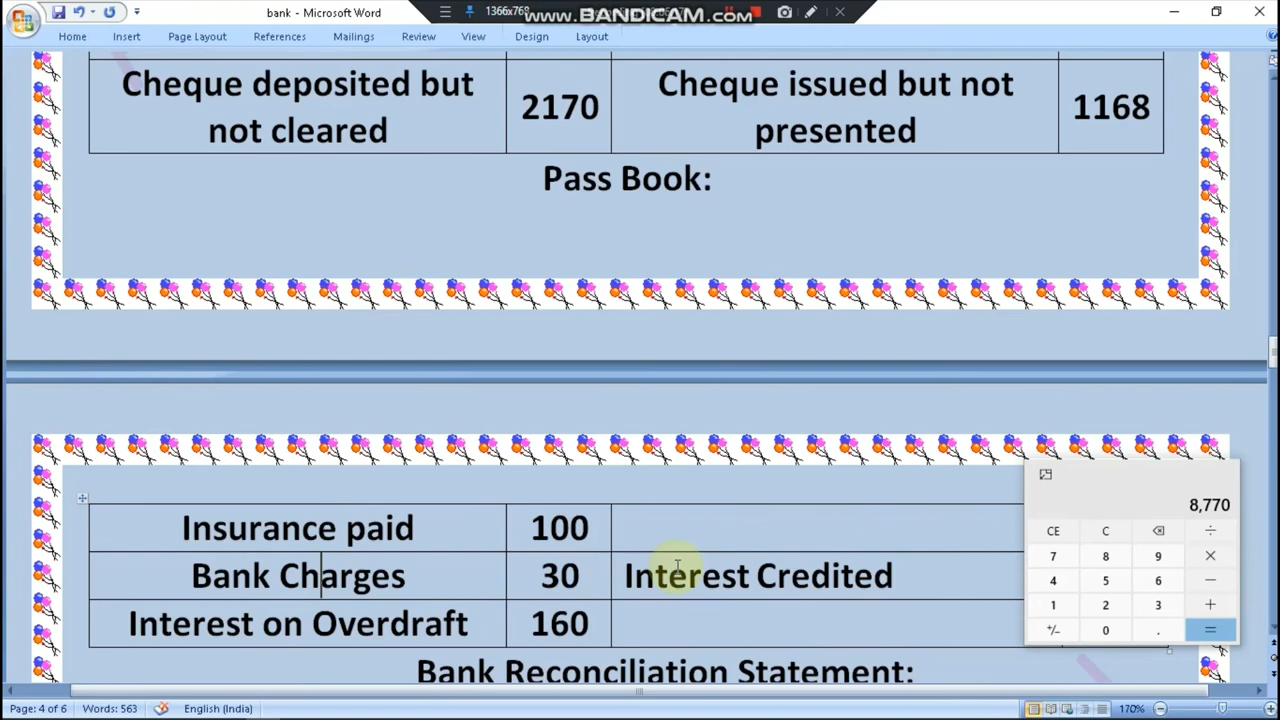 bank - Microsoft Word
1366x768
www.BANDICAM.com
Home Insert Page Layout References Mailings Review View Design Layout
Cheque deposited but
not cleared
2170
Cheque issued but not
presented
1168
Pass Book:
Insurance paid 100
Bank Charges 30 Interest Credited
Interest on Overdraft 160
Bank Reconciliation Statement:
8,770
CE C ÷
7 8 9 ×
4 5 6 −
1 2 3 +
+/− 0 . =
Page: 4 of 6 Words: 563 English (India) 170%